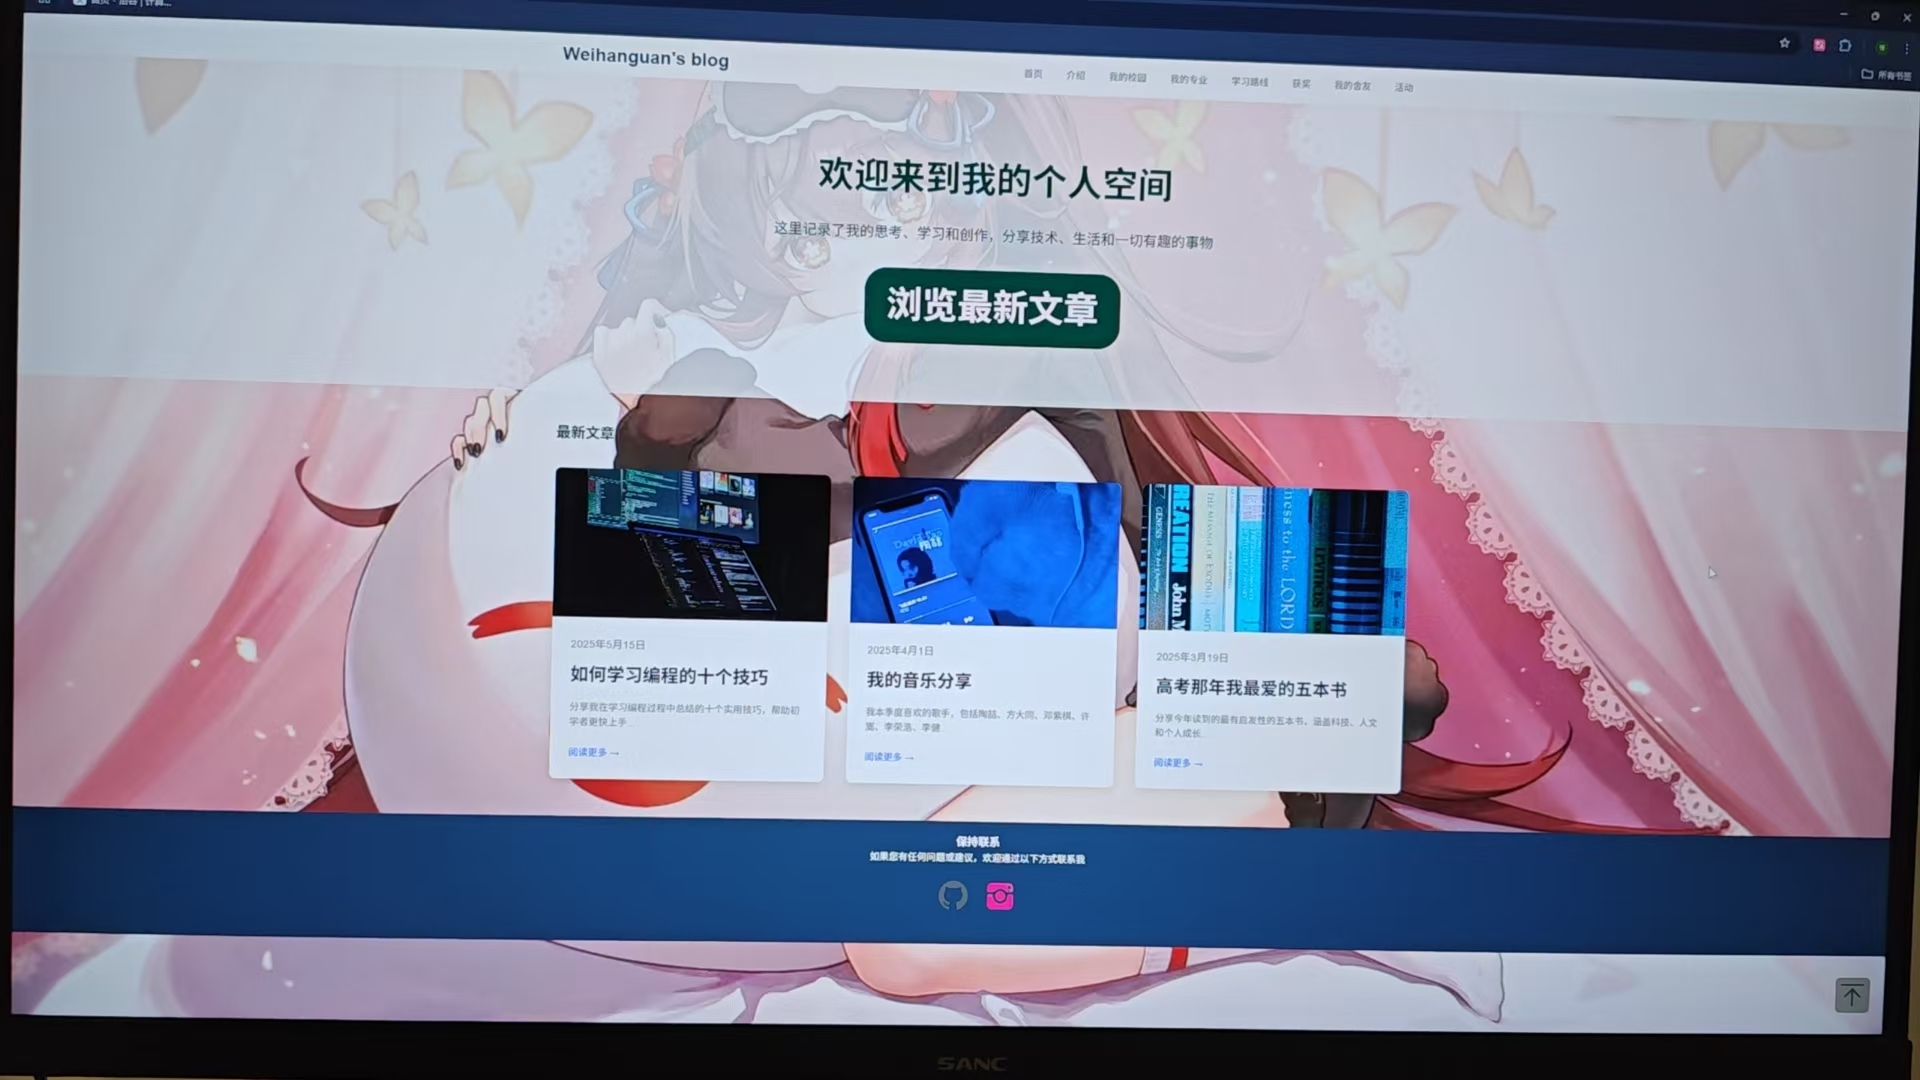 Weihanguan's blog
首页 介绍 我的校园 我的专业 学习路线 获奖 我的舍友 活动
所有书签
欢迎来到我的个人空间
这里记录了我的思考、学习和创作，分享技术、生活和一切有趣的事物
浏览最新文章
最新文章
GENESIS
REATION
John M
ness to the LORD
LEVITICUS
2025年5月15日
如何学习编程的十个技巧
分享我在学习编程过程中总结的十个实用技巧，帮助初
学者更快上手...
阅读更多 →
2025年4月1日
我的音乐分享
我本季度喜欢的歌手，包括陶喆、方大同、邓紫棋、许
嵩、李荣浩、李健
阅读更多 →
2025年3月19日
高考那年我最爱的五本书
分享今年读到的最有启发性的五本书，涵盖科技、人文
和个人成长...
阅读更多 →
保持联系
如果您有任何问题或建议，欢迎通过以下方式联系我
SANC